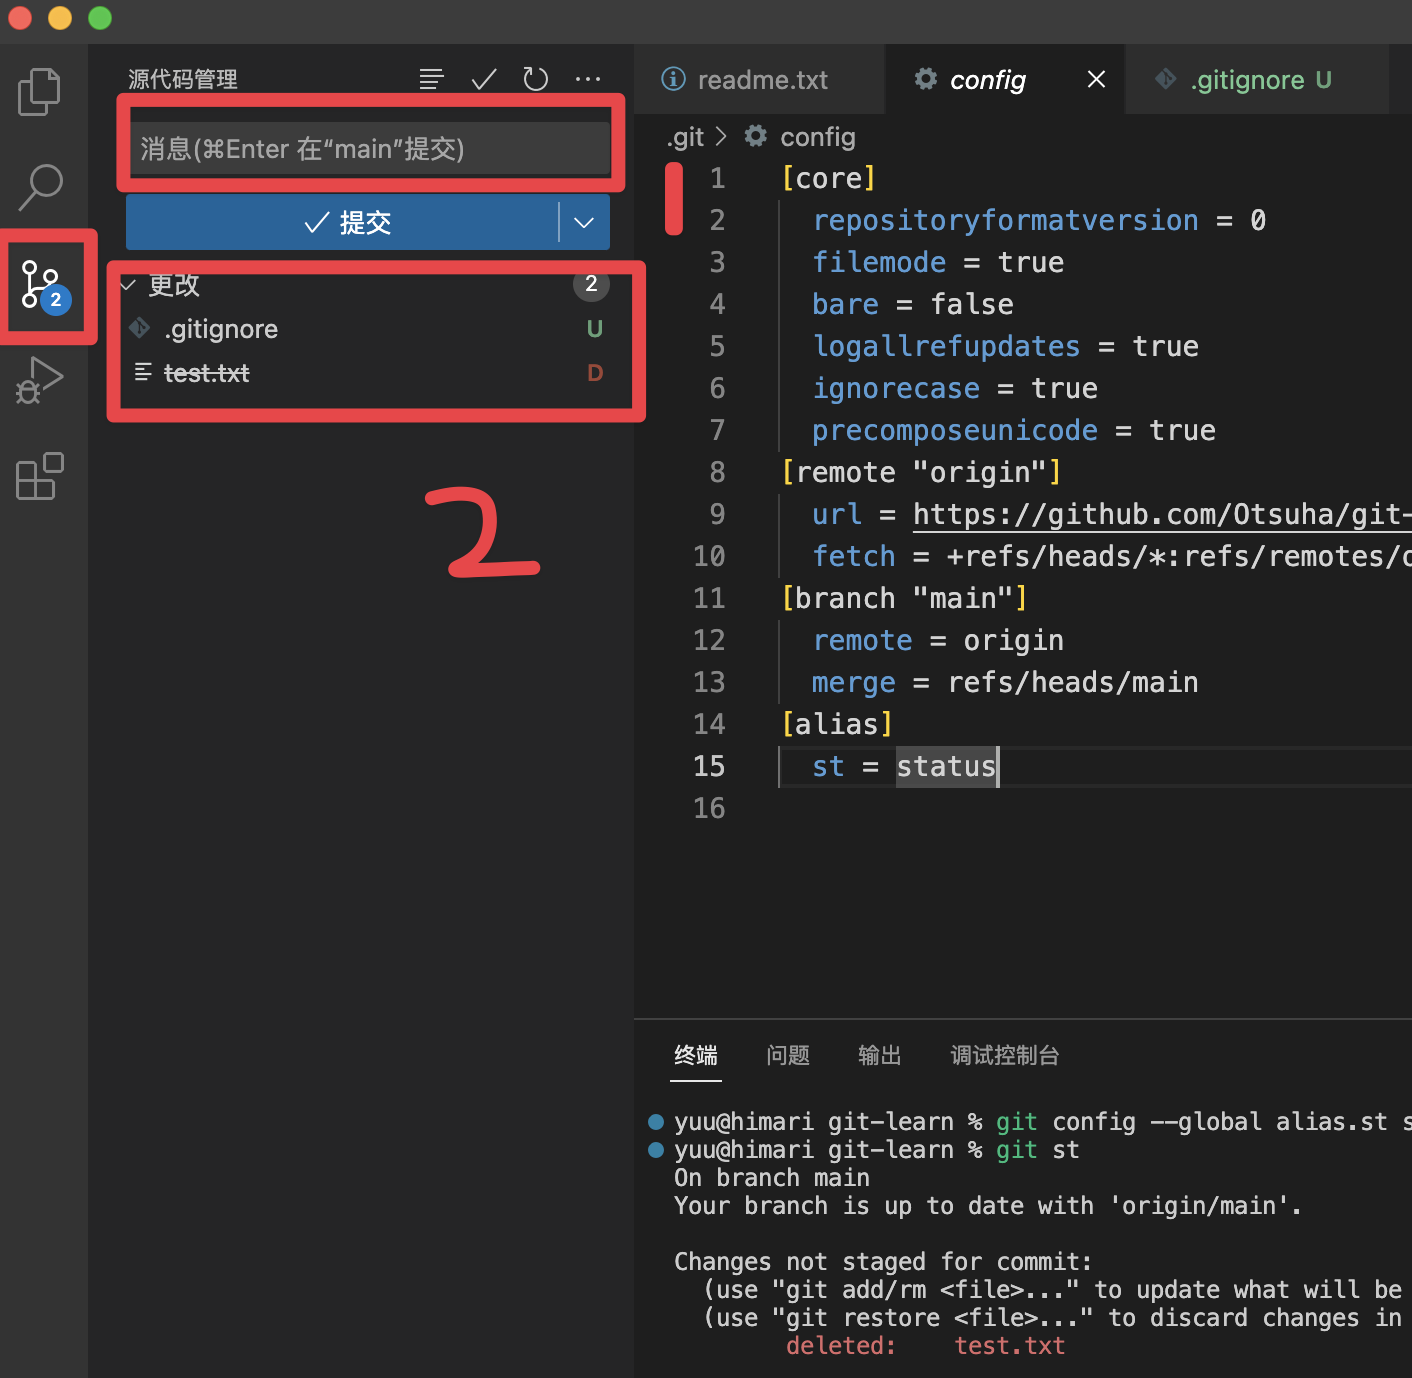 源代码管理
消息(⌘Enter 在“main”提交)
提交
更改 2
.gitignore U
test.txt D
2
2
readme.txt
config
.gitignore U
.git > config
1 [core]
2 repositoryformatversion = 0
3 filemode = true
4 bare = false
5 logallrefupdates = true
6 ignorecase = true
7 precomposeunicode = true
8 [remote "origin"]
9 url = https://github.com/Otsuha/git-
10 fetch = +refs/heads/*:refs/remotes/
11 [branch "main"]
12 remote = origin
13 merge = refs/heads/main
14 [alias]
15 st = status
16
终端 问题 输出 调试控制台
yuu@himari git-learn % git config --global alias.st s
yuu@himari git-learn % git st
On branch main
Your branch is up to date with 'origin/main'.
Changes not staged for commit:
(use "git add/rm <file>..." to update what will be
(use "git restore <file>..." to discard changes in
deleted: test.txt